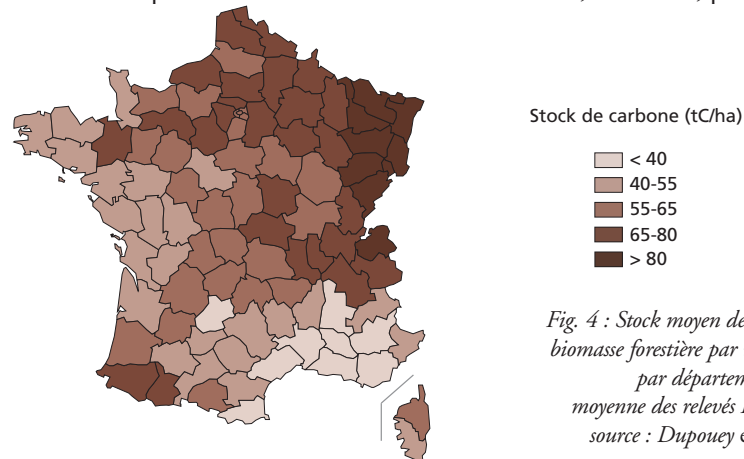 Stock de carbone (tC/ha)
< 40
40-55
55-65
65-80
> 80
Fig. 4 : Stock moyen de
biomasse forestière par
par départem
moyenne des relevés
source : Dupouey e